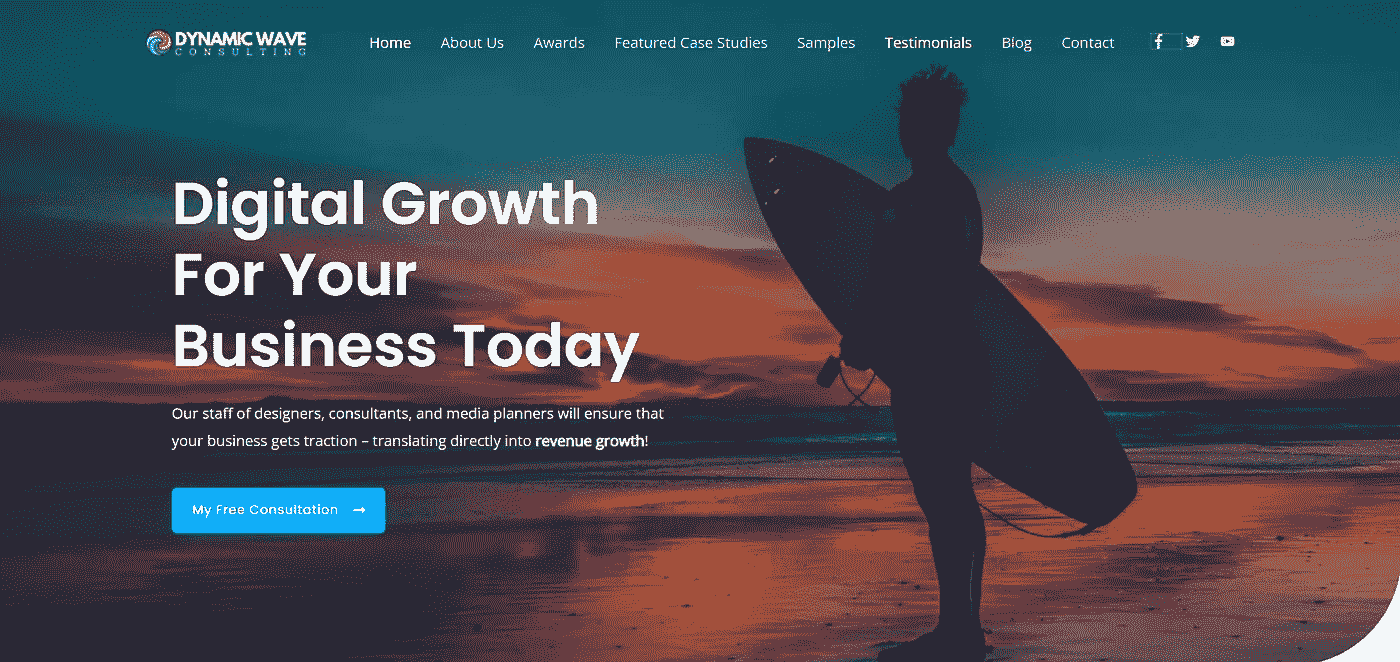 DYNAMIC WAVE
CONSULTING
Home
About Us
Awards
Featured Case Studies
Samples
Testimonials
Blog
Contact
Digital Growth
For Your
Business Today
Our staff of designers, consultants, and media planners will ensure that
your business gets traction – translating directly into revenue growth!
My Free Consultation →